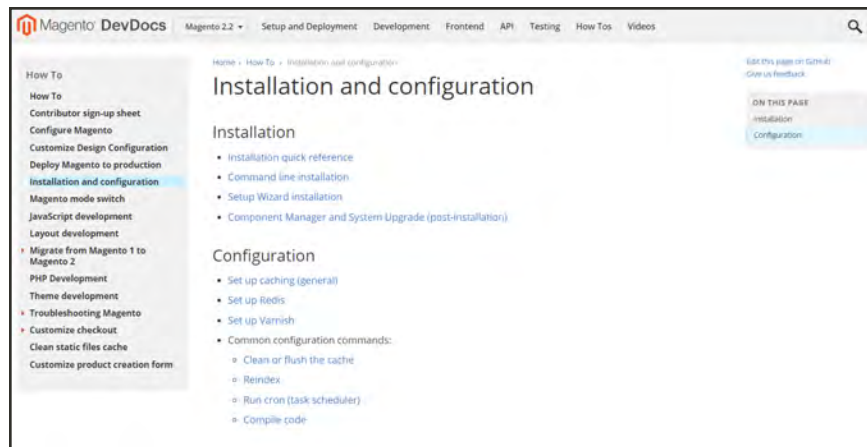 Magento DevDocs
Magento 2.2 Setup and Deployment Development Frontend API Testing How Tos Videos
How To
How To
Contributor sign-up sheet
Configure Magento
Customize Design Configuration
Deploy Magento to production
Installation and configuration
Magento mode switch
JavaScript development
Layout development
Migrate from Magento 1 to
Magento 2
PHP Development
Theme development
Troubleshooting Magento
Customize checkout
Clean static files cache
Customize product creation form
Home › How To › Installation and configuration
Installation and configuration
Installation
• Installation quick reference
• Command line installation
• Setup Wizard installation
• Component Manager and System Upgrade (post-installation)
Configuration
• Set up caching (general)
• Set up Redis
• Set up Varnish
• Common configuration commands:
◦ Clean or flush the cache
◦ Reindex
◦ Run cron (task scheduler)
◦ Compile code
Edit this page on GitHub
Give us feedback
ON THIS PAGE
Installation
Configuration